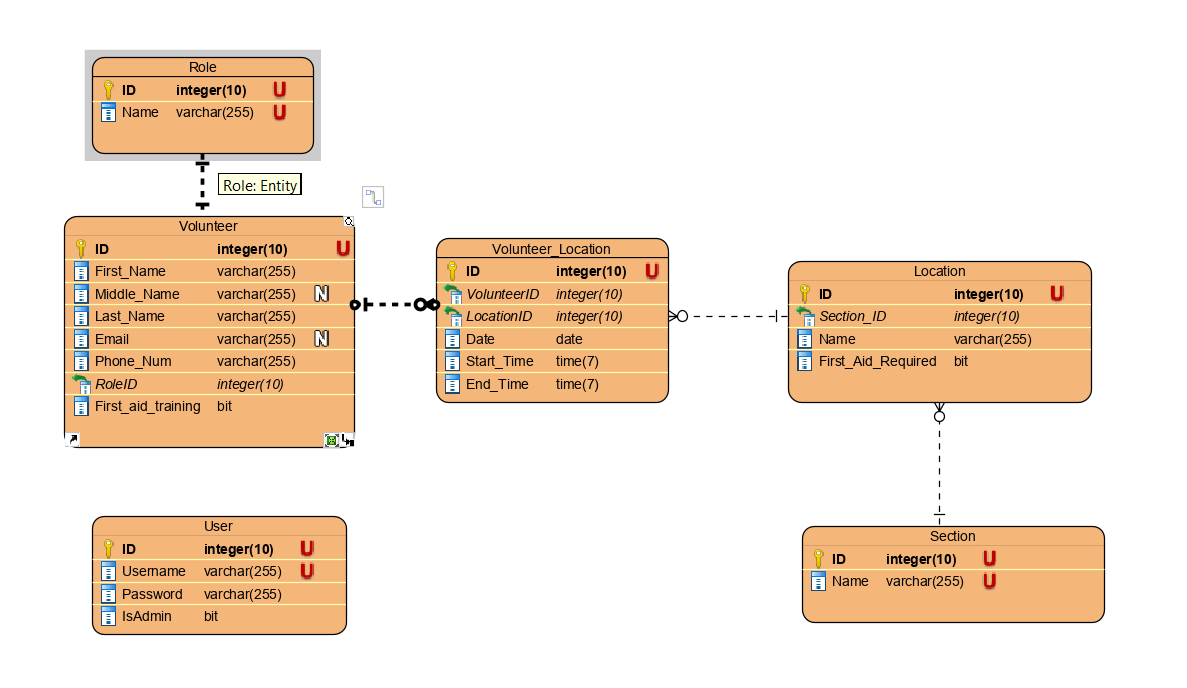 Role
ID integer(10) U
Name varchar(255) U
Role: Entity
Volunteer
ID integer(10) U
First_Name varchar(255)
Middle_Name varchar(255) N
Last_Name varchar(255)
Email varchar(255) N
Phone_Num varchar(255)
RoleID integer(10)
First_aid_training bit
Volunteer_Location
ID integer(10) U
VolunteerID integer(10)
LocationID integer(10)
Date date
Start_Time time(7)
End_Time time(7)
Location
ID integer(10) U
Section_ID integer(10)
Name varchar(255)
First_Aid_Required bit
User
ID integer(10) U
Username varchar(255) U
Password varchar(255)
IsAdmin bit
Section
ID integer(10) U
Name varchar(255) U